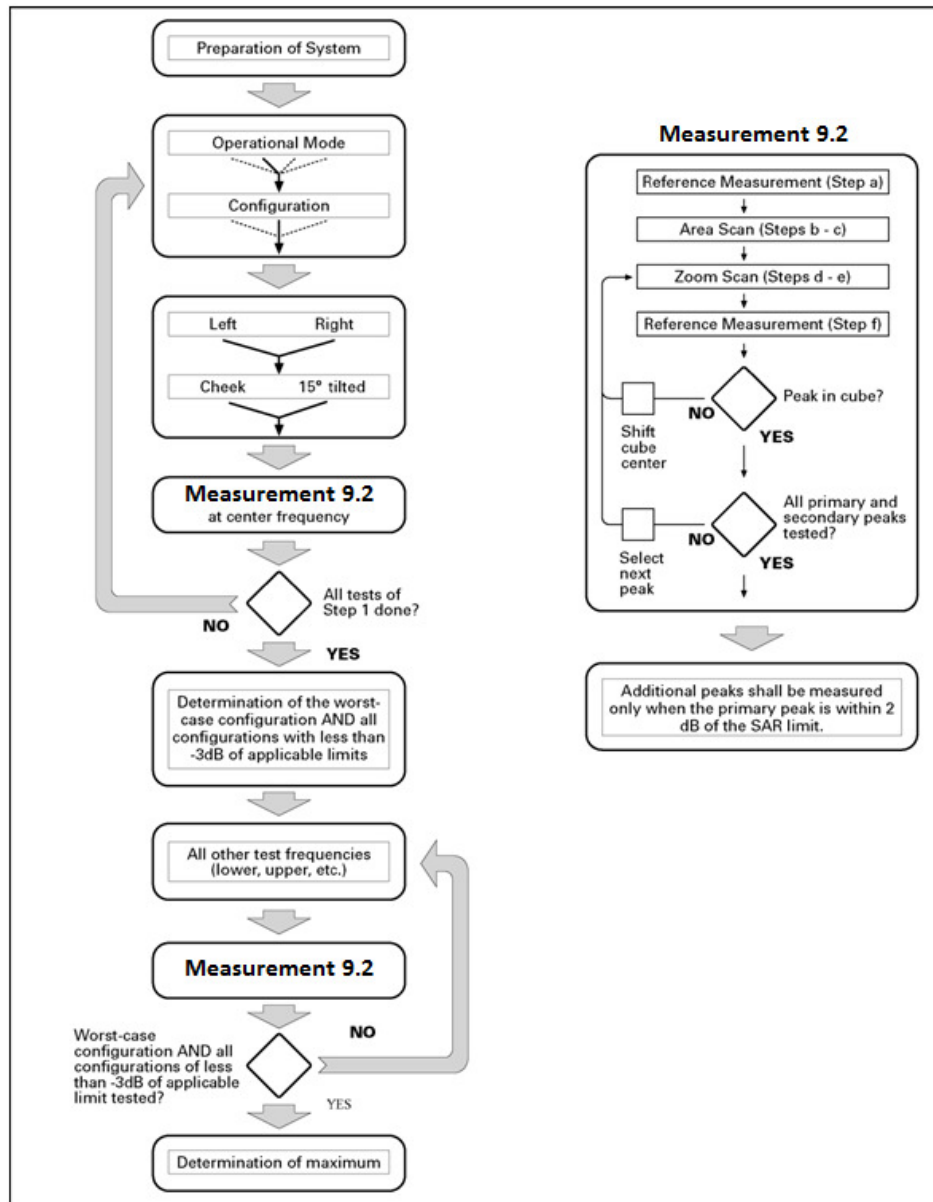 Preparation of System
Operational Mode
Configuration
Left Right
Cheek 15° tilted
Measurement 9.2
at center frequency
All tests of
Step 1 done?
NO
YES
Determination of the worst-
case configuration AND all
configurations with less than
-3dB of applicable limits
All other test frequencies
(lower, upper, etc.)
Measurement 9.2
Worst-case
configuration AND all
configurations of less
than -3dB of applicable
limit tested?
NO
YES
Determination of maximum
Measurement 9.2
Reference Measurement (Step a)
Area Scan (Steps b - c)
Zoom Scan (Steps d - e)
Reference Measurement (Step f)
Peak in cube?
NO
YES
Shift
cube
center
All primary and
secondary peaks
tested?
NO
YES
Select
next
peak
Additional peaks shall be measured
only when the primary peak is within 2
dB of the SAR limit.